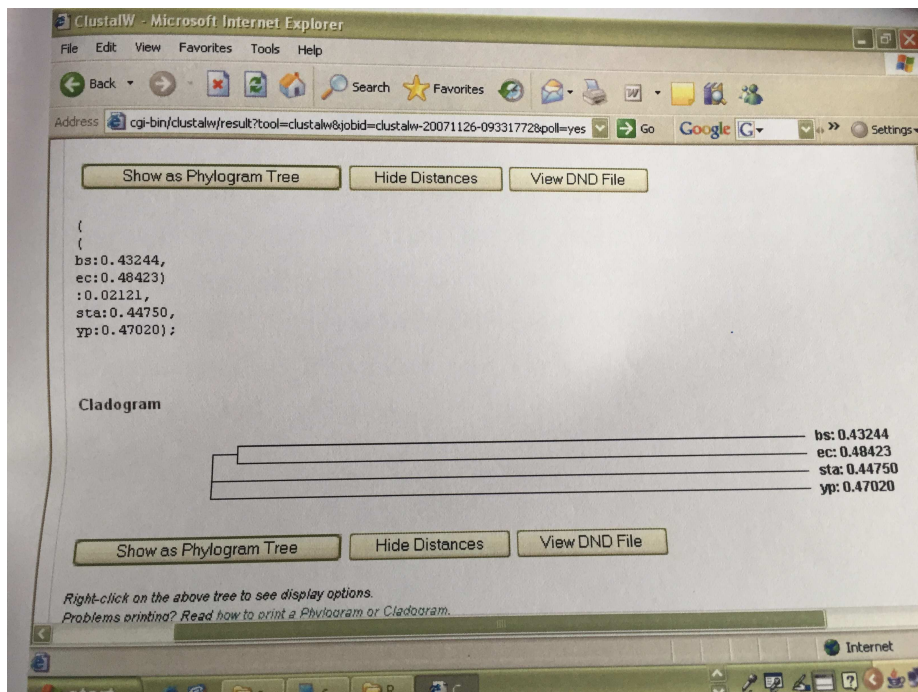 ClustalW - Microsoft Internet Explorer
File Edit View Favorites Tools Help
Back Search Favorites
Address cgi-bin/clustalw/result?tool=clustalw&jobid=clustalw-20071126-09331772&poll=yes Go Google G Settings
Show as Phylogram Tree Hide Distances View DND File
(
(
bs:0.43244,
ec:0.48423)
:0.02121,
sta:0.44750,
yp:0.47020);
Cladogram
bs: 0.43244
ec: 0.48423
sta: 0.44750
yp: 0.47020
Show as Phylogram Tree Hide Distances View DND File
Right-click on the above tree to see display options.
Problems printing? Read how to print a Phylogram or Cladogram.
Internet